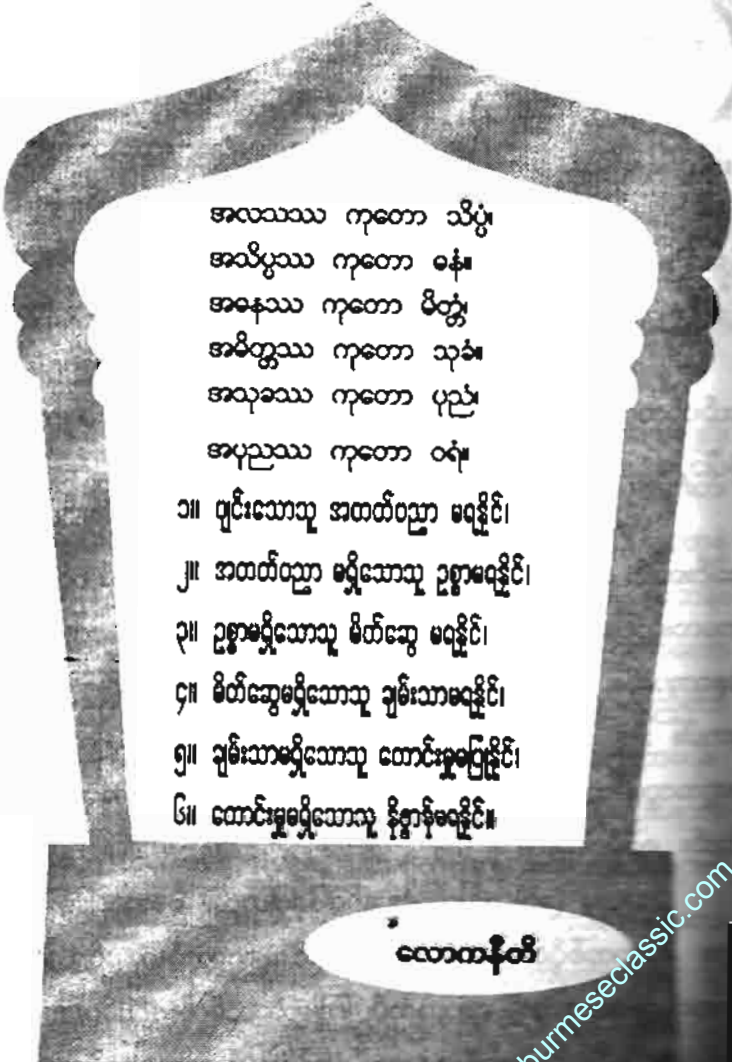 အလသဿ ကုတော သိပ္ပံ၊
အသိပ္ပဿ ကုတော ဓနံ။
အဓနဿ ကုတော မိတ္တံ၊
အမိတ္တဿ ကုတော သုခံ။
အသုခဿ ကုတော ပုညံ၊
အပုညဿ ကုတော ဝရံ။
၁။ ပျင်းသောသူ အတတ်ပညာ မရနိုင်၊
၂။ အတတ်ပညာ မရှိသောသူ ဥစ္စာမရနိုင်၊
၃။ ဥစ္စာမရှိသောသူ မိတ်ဆွေ မရနိုင်၊
၄။ မိတ်ဆွေမရှိသောသူ ချမ်းသာမရနိုင်၊
၅။ ချမ်းသာမရှိသောသူ ကောင်းမှုမပြုနိုင်၊
၆။ ကောင်းမှုမရှိသောသူ နိဗ္ဗာန်မရနိုင်။
လောကနီတိ
burmeseclassic.com